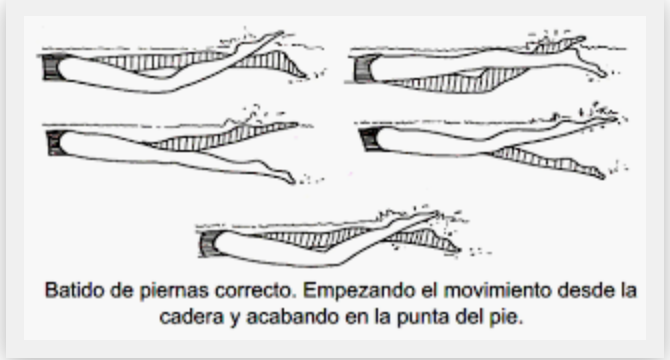 Batido de piernas correcto. Empezando el movimiento desde la
cadera y acabando en la punta del pie.